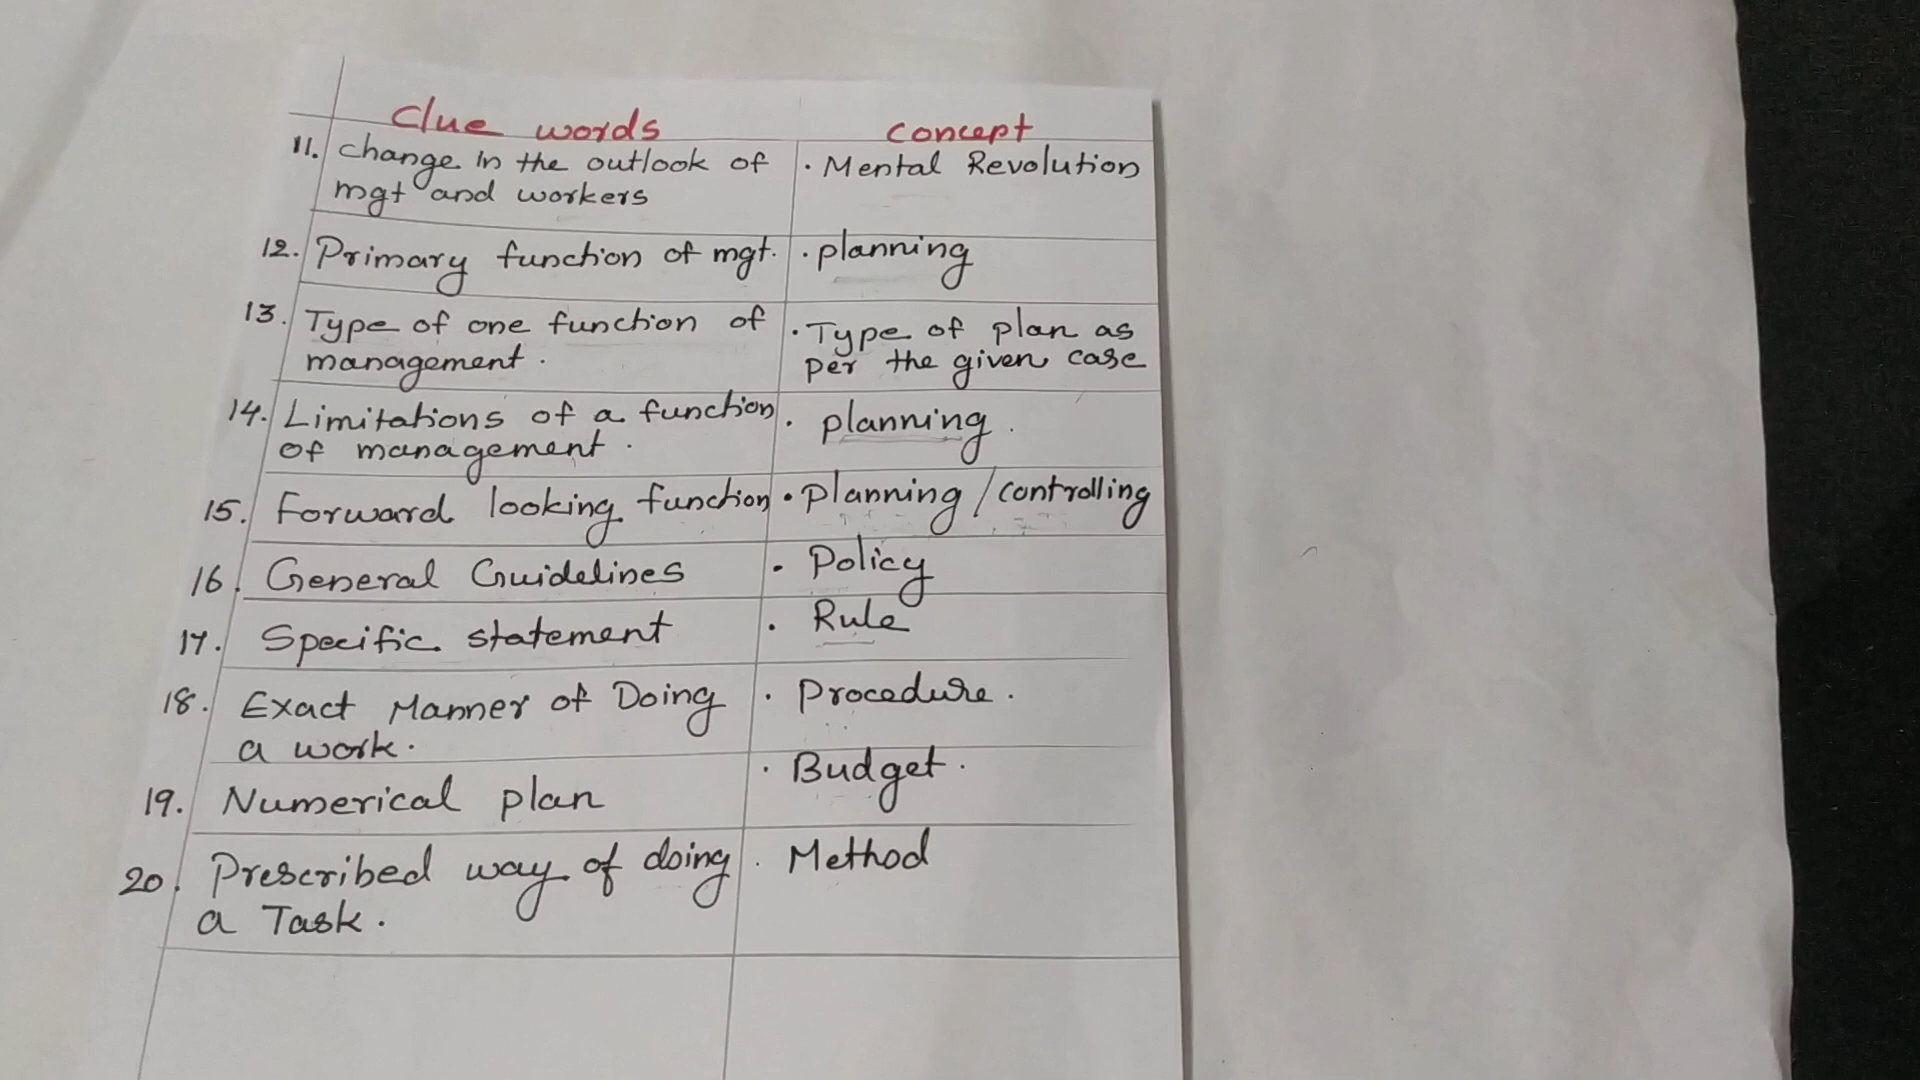 Clue words concept
11. change in the outlook of · Mental Revolution
mgt and workers
12. Primary function of mgt. · planning
13. Type of one function of · Type of plan as
management. per the given case
14. Limitations of a function · planning.
of management.
15. Forward looking function · Planning / controlling
16. General Guidelines · Policy
17. Specific statement · Rule
18. Exact Manner of Doing · Procedure.
a work.
19. Numerical plan · Budget.
20. Prescribed way of doing · Method
a Task.